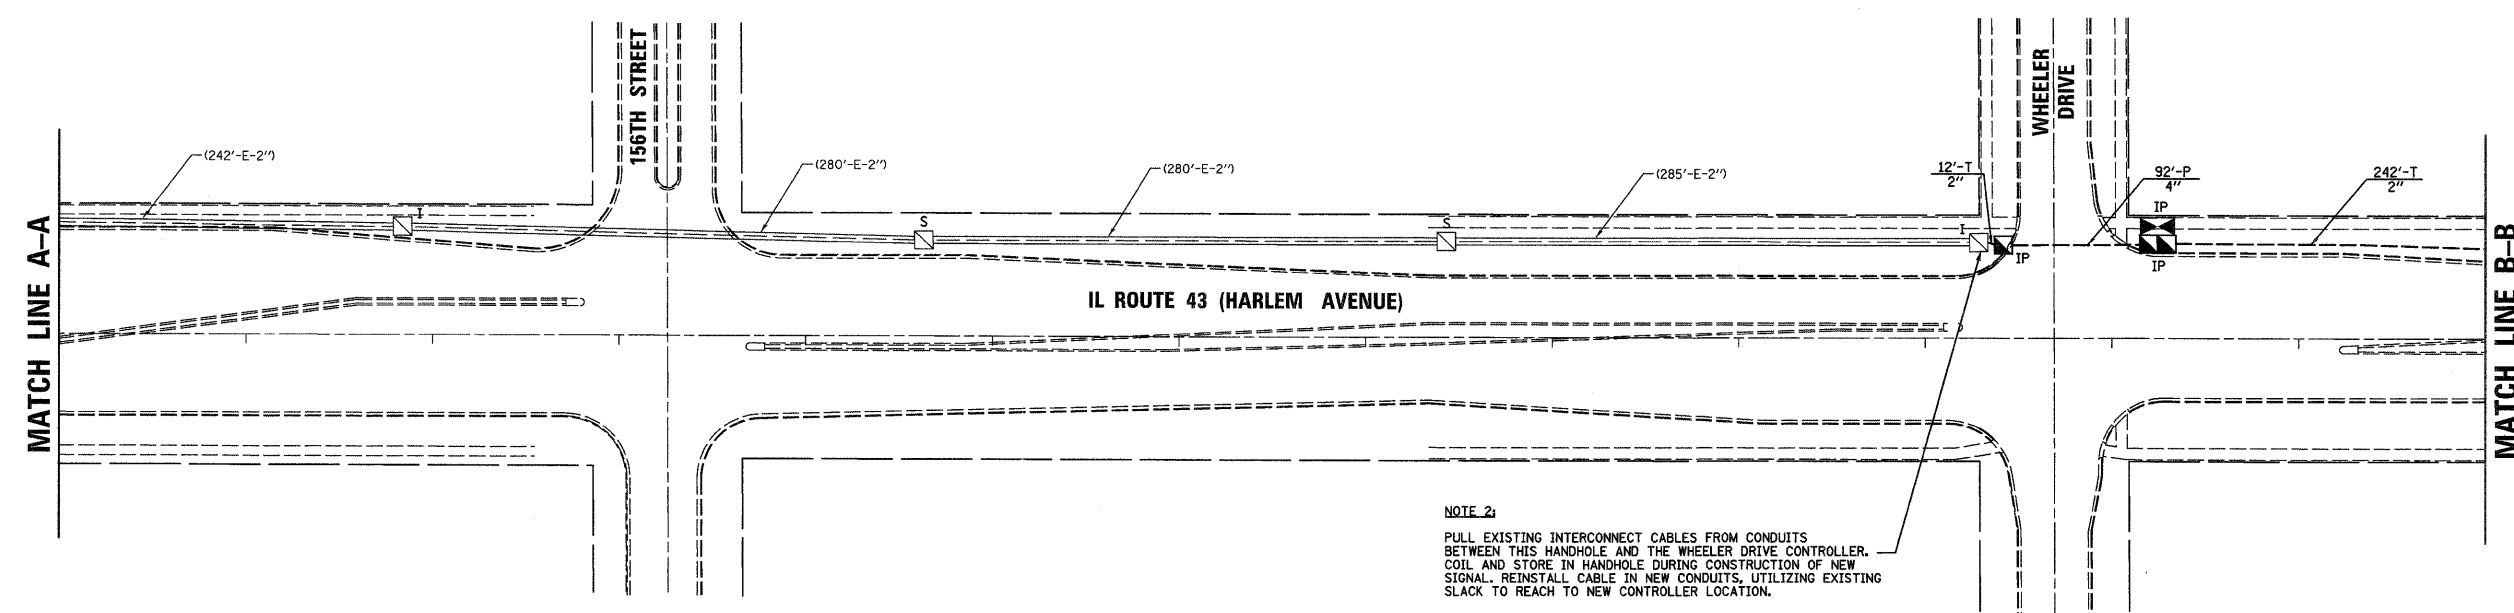 156TH STREET
WHEELER
DRIVE
(242'-E-2")
(280'-E-2")
(280'-E-2")
(285'-E-2")
12'-T
2"
92'-P
4"
242'-T
2"
I
S
S
I
IP
IP
IP
MATCH LINE A-A
IL ROUTE 43 (HARLEM AVENUE)
MATCH LINE B-B
NOTE 2:
PULL EXISTING INTERCONNECT CABLES FROM CONDUITS
BETWEEN THIS HANDHOLE AND THE WHEELER DRIVE CONTROLLER.
COIL AND STORE IN HANDHOLE DURING CONSTRUCTION OF NEW
SIGNAL. REINSTALL CABLE IN NEW CONDUITS, UTILIZING EXISTING
SLACK TO REACH TO NEW CONTROLLER LOCATION.